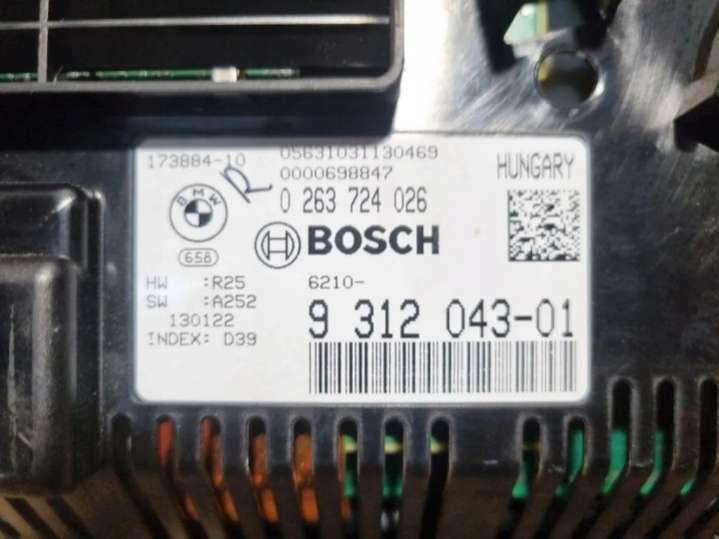 173884-10 05631031130469
0000698847
HUNGARY
R
BMW
0 263 724 026
BOSCH
658
HW :R25
6210-
SW :A252
9 312 043-01
130122
INDEX: D39